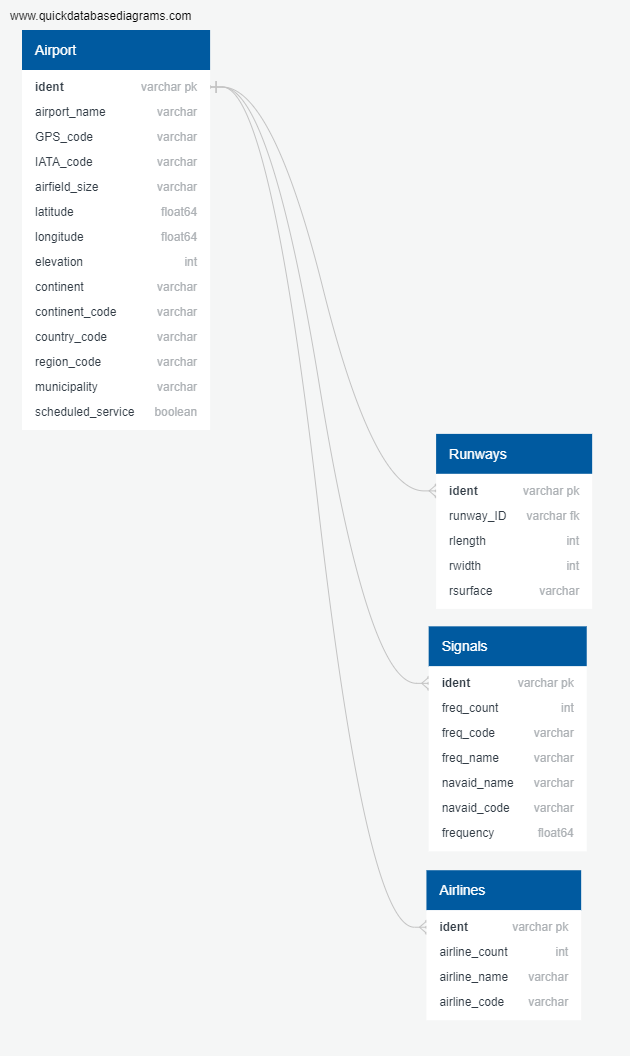 www.quickdatabasediagrams.com
Airport
ident varchar pk
airport_name varchar
GPS_code varchar
IATA_code varchar
airfield_size varchar
latitude float64
longitude float64
elevation int
continent varchar
continent_code varchar
country_code varchar
region_code varchar
municipality varchar
scheduled_service boolean
Runways
ident varchar pk
runway_ID varchar fk
rlength int
rwidth int
rsurface varchar
Signals
ident varchar pk
freq_count int
freq_code varchar
freq_name varchar
navaid_name varchar
navaid_code varchar
frequency float64
Airlines
ident varchar pk
airline_count int
airline_name varchar
airline_code varchar